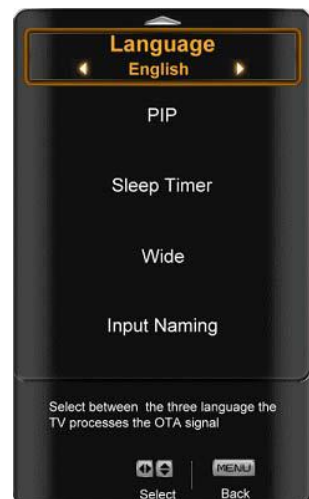 Language
English
PIP
Sleep Timer
Wide
Input Naming
Select between the three language the
TV processes the OTA signal
MENU
Select Back